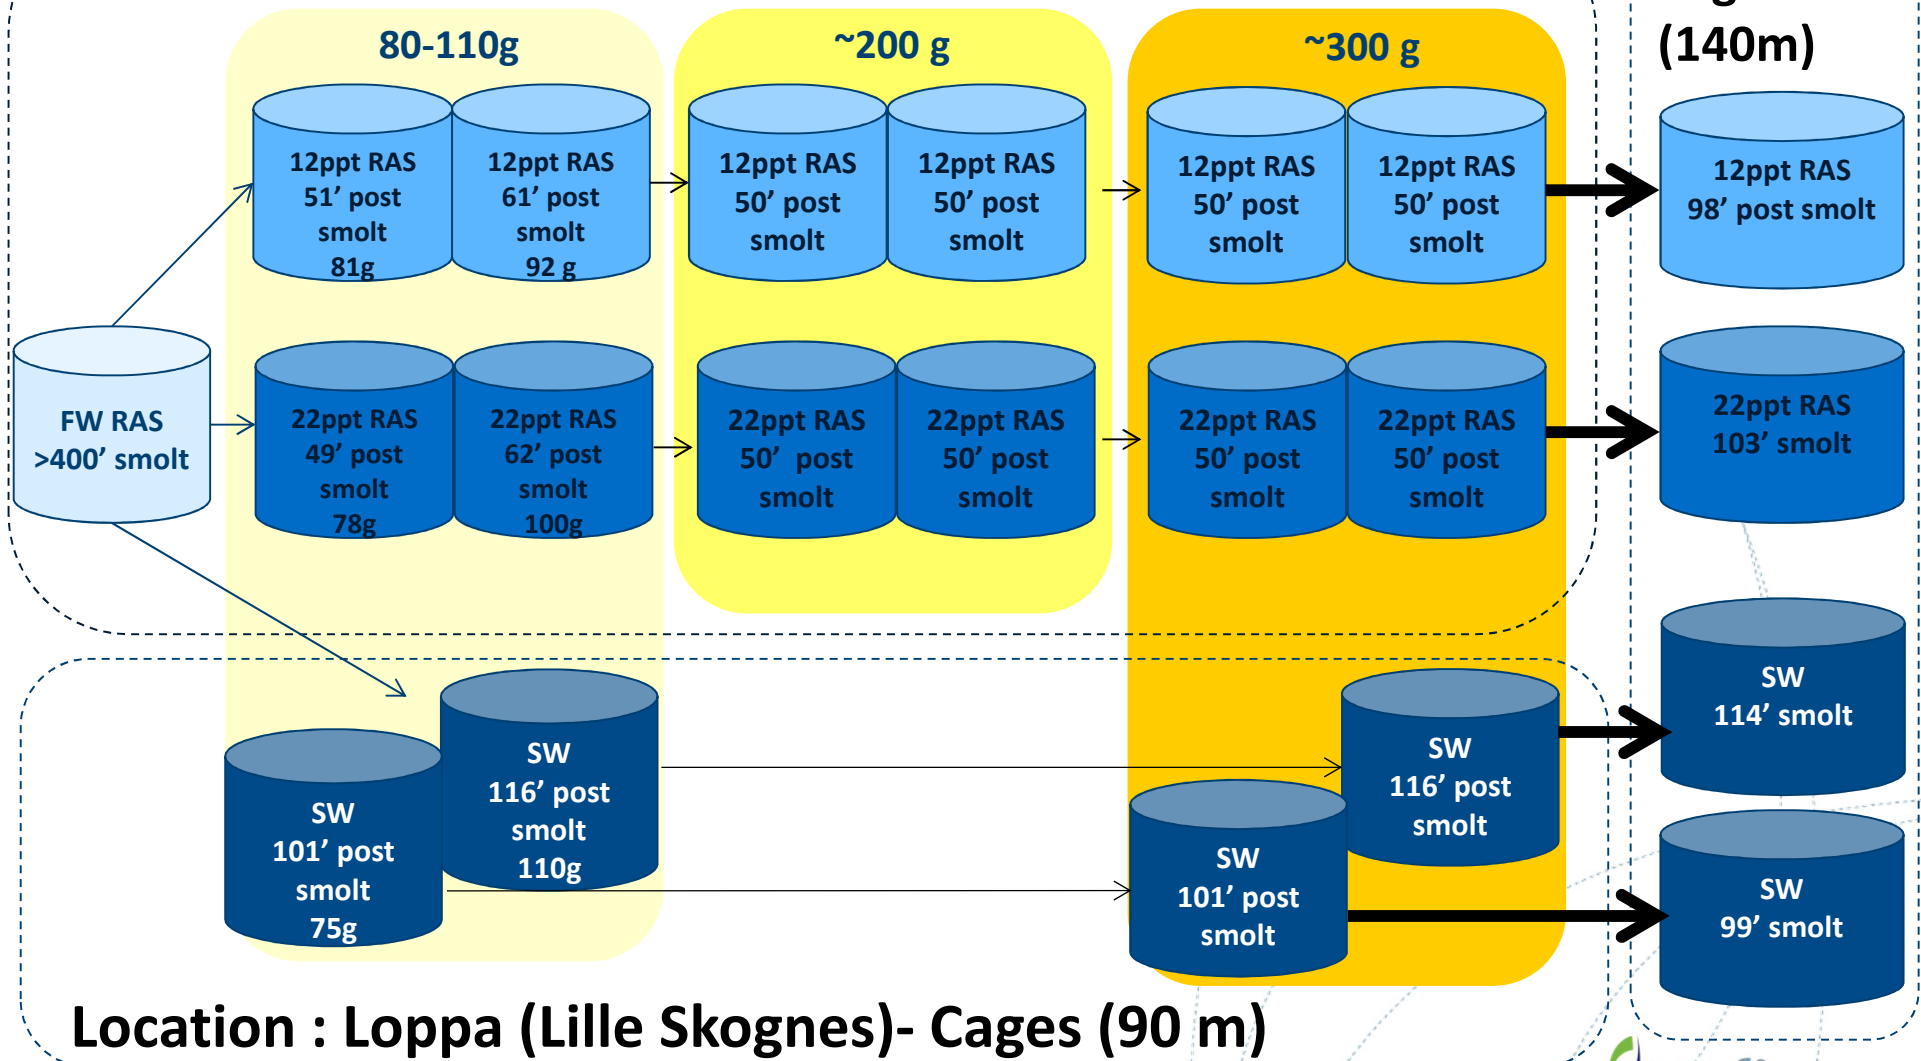 80-110g
~200 g
~300 g
(140m)
12ppt RAS
51’ post
smolt
81g
12ppt RAS
61’ post
smolt
92 g
12ppt RAS
50’ post
smolt
12ppt RAS
50’ post
smolt
12ppt RAS
50’ post
smolt
12ppt RAS
50’ post
smolt
12ppt RAS
98’ post smolt
FW RAS
>400’ smolt
22ppt RAS
49’ post
smolt
78g
22ppt RAS
62’ post
smolt
100g
22ppt RAS
50’ post
smolt
22ppt RAS
50’ post
smolt
22ppt RAS
50’ post
smolt
22ppt RAS
50’ post
smolt
22ppt RAS
103’ smolt
SW
101’ post
smolt
75g
SW
116’ post
smolt
110g
SW
101’ post
smolt
SW
116’ post
smolt
SW
114’ smolt
SW
99’ smolt
Location : Loppa (Lille Skognes)- Cages (90 m)